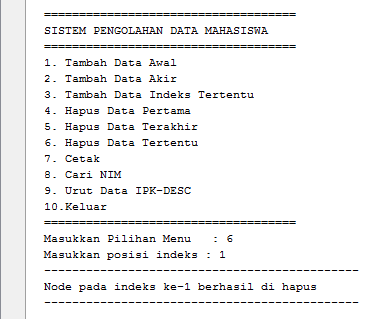 ====================================
SISTEM PENGOLAHAN DATA MAHASISWA
====================================
1. Tambah Data Awal
2. Tambah Data Akir
3. Tambah Data Indeks Tertentu
4. Hapus Data Pertama
5. Hapus Data Terakhir
6. Hapus Data Tertentu
7. Cetak
8. Cari NIM
9. Urut Data IPK-DESC
10.Keluar
====================================
Masukkan Pilihan Menu   : 6
Masukkan posisi indeks : 1
---------------------------------------------
Node pada indeks ke-1 berhasil di hapus
---------------------------------------------